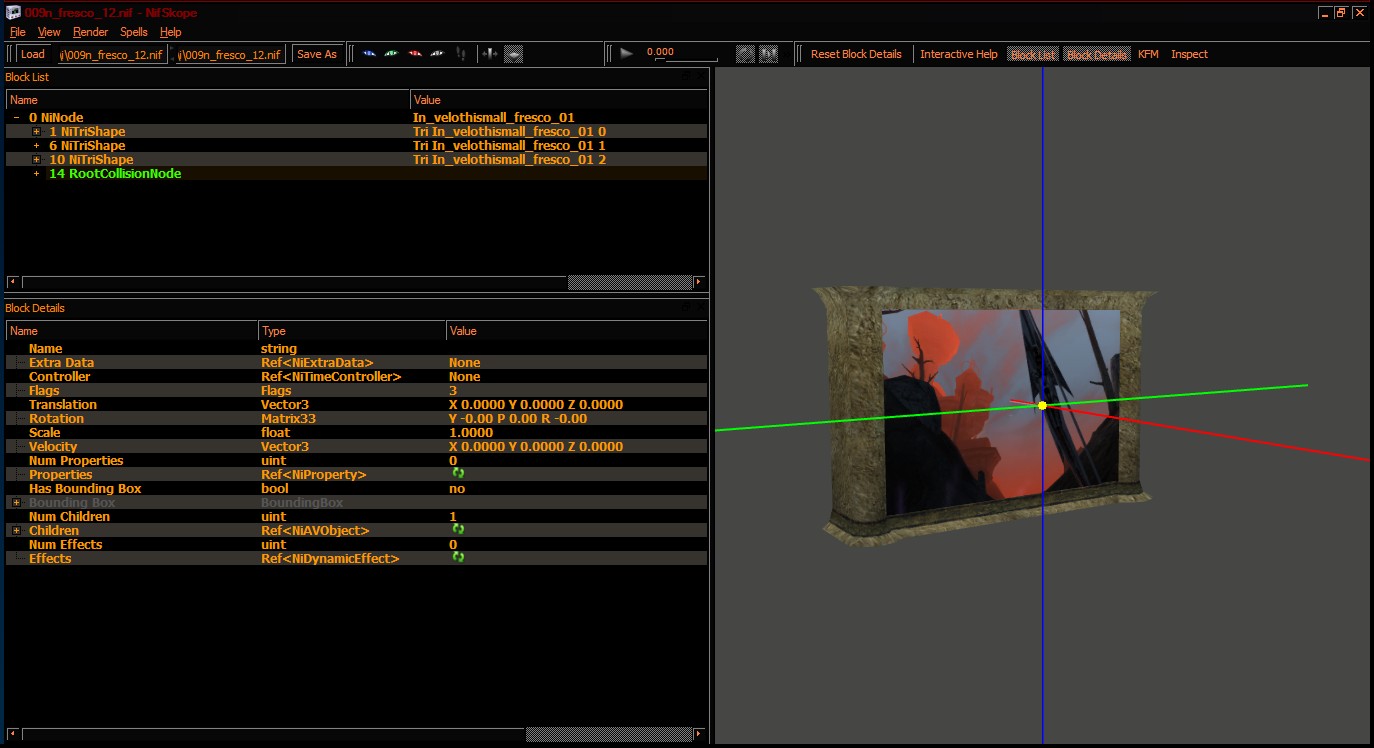 009n_fresco_12.nif - NifSkope
File View Render Spells Help
Load \j\009n_fresco_12.nif \j\009n_fresco_12.nif Save As 0.000 Reset Block Details Interactive Help Block List Block Details KFM Inspect
Block List
Name Value
0 NiNode In_velothismall_fresco_01
1 NiTriShape Tri In_velothismall_fresco_01 0
6 NiTriShape Tri In_velothismall_fresco_01 1
10 NiTriShape Tri In_velothismall_fresco_01 2
14 RootCollisionNode
Block Details
Name Type Value
Name string
Extra Data Ref<NiExtraData> None
Controller Ref<NiTimeController> None
Flags Flags 3
Translation Vector3 X 0.0000 Y 0.0000 Z 0.0000
Rotation Matrix33 Y -0.00 P 0.00 R -0.00
Scale float 1.0000
Velocity Vector3 X 0.0000 Y 0.0000 Z 0.0000
Num Properties uint 0
Properties Ref<NiProperty>
Has Bounding Box bool no
Bounding Box BoundingBox
Num Children uint 1
Children Ref<NiAVObject>
Num Effects uint 0
Effects Ref<NiDynamicEffect>